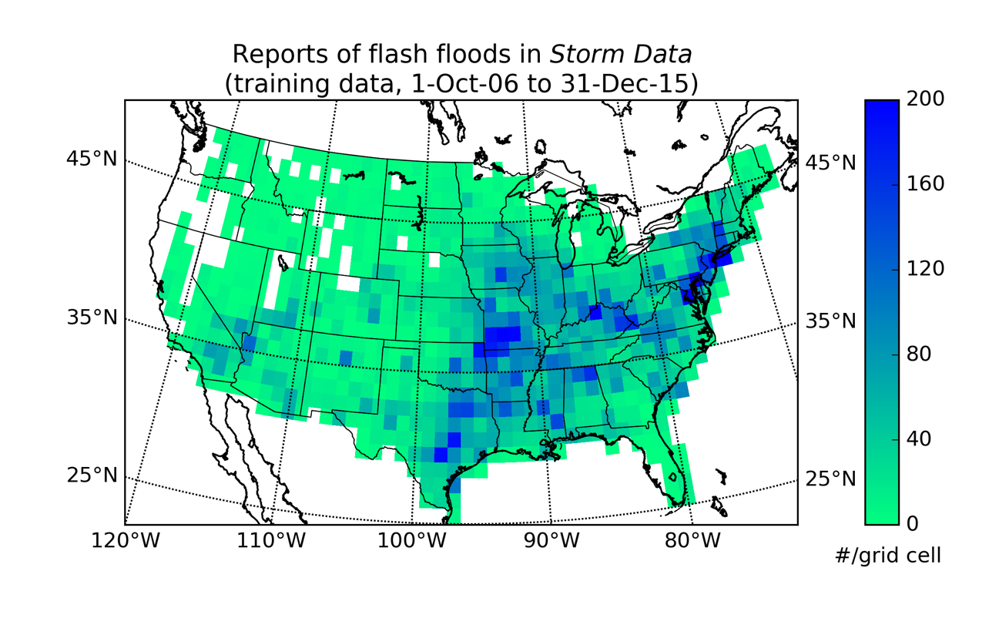 Reports of flash floods in Storm Data
(training data, 1-Oct-06 to 31-Dec-15)
200
160
120
80
40
0
#/grid cell
45°N
35°N
25°N
45°N
35°N
25°N
120°W
110°W
100°W
90°W
80°W